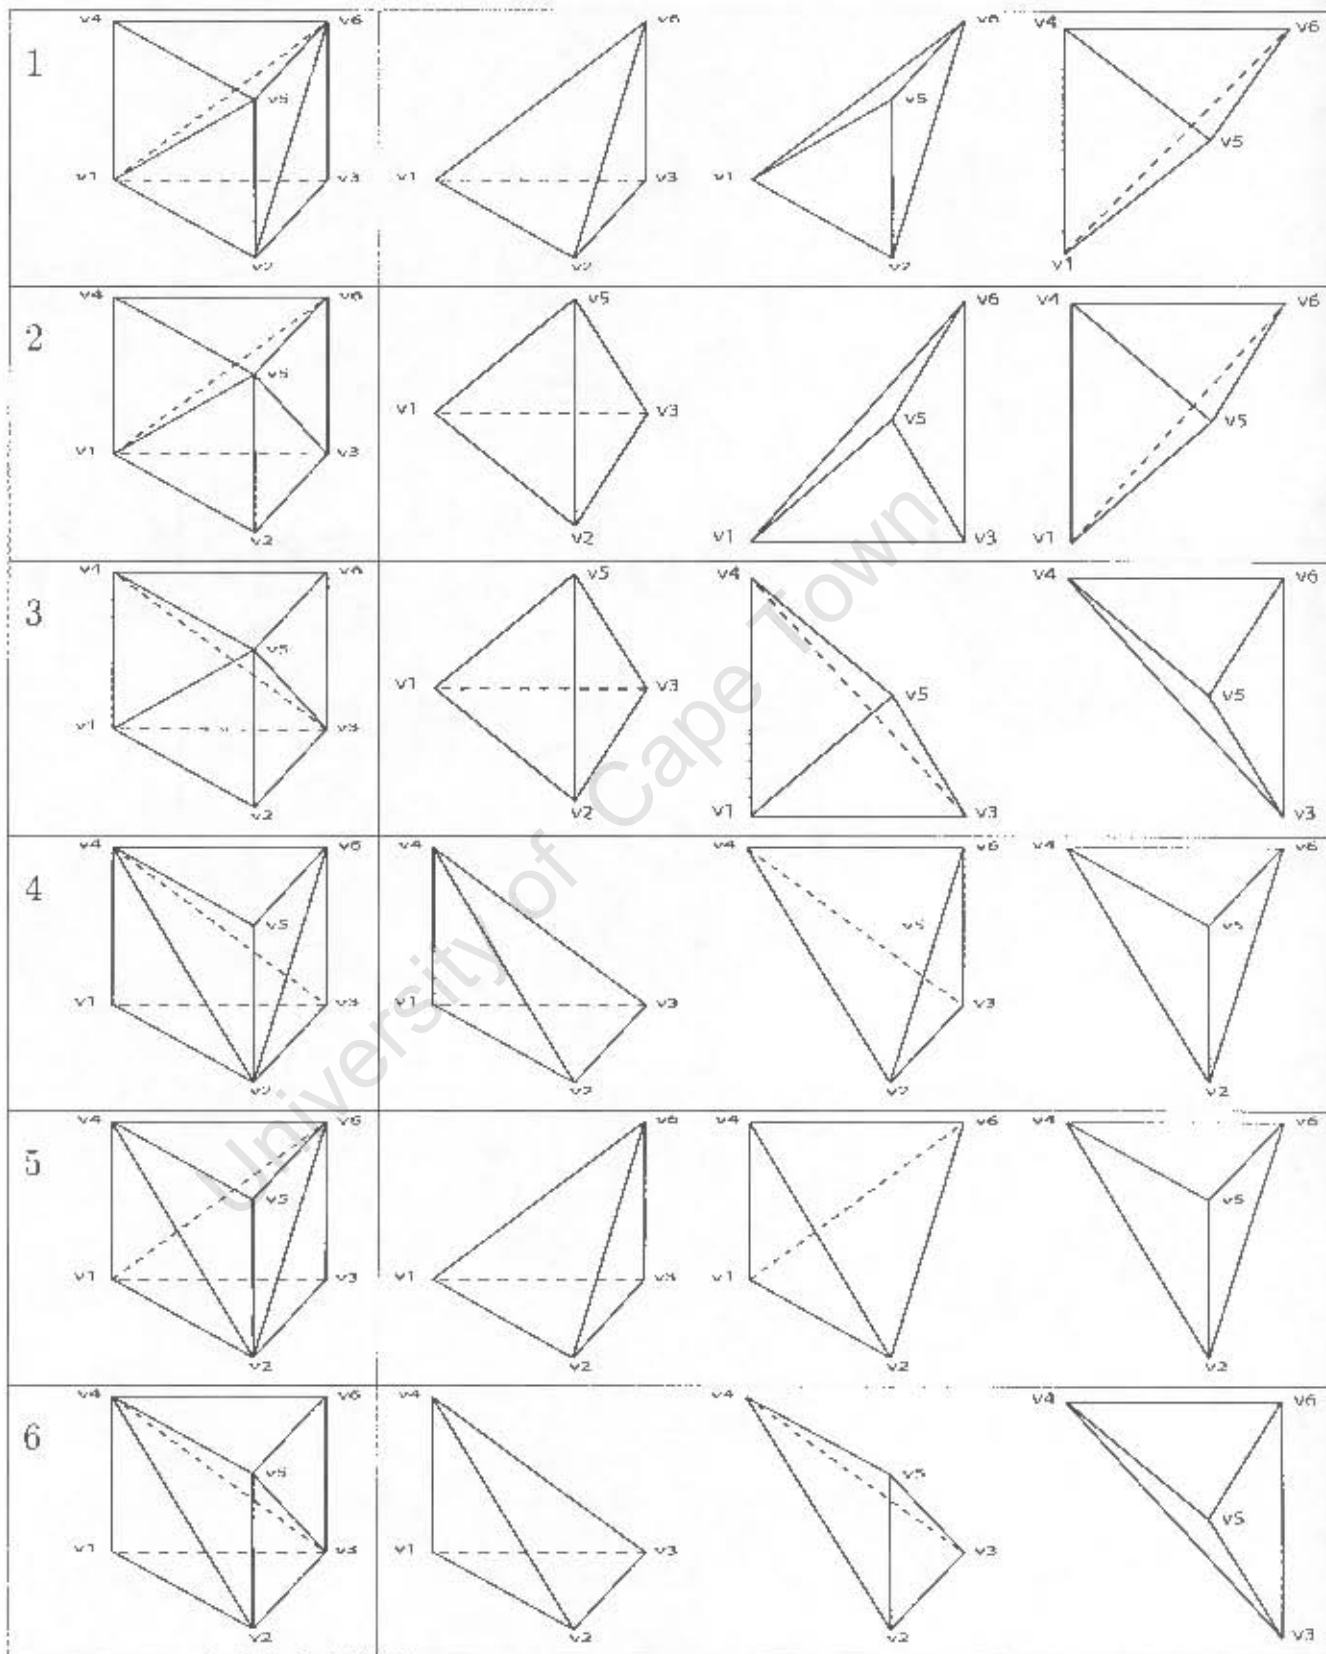 1
v4 v6 v6 v6 v4 v6
v5 v5 v5
v1 v3 v1 v3 v1
v2 v2 v2 v1
2
v4 v6 v5 v6 v4 v6
v5 v1 v3 v5 v5
v1 v3
v2 v2 v1 v3 v1
3
v4 v6 v5 v4 v4 v6
v5 v1 v3 v5 v5
v1 v3
v2 v2 v1 v3 v3
4
v4 v6 v4 v4 v6 v4 v6
v5 v5 v5
v1 v3 v1 v3 v3
v2 v2 v2 v2
5
v4 v6 v6 v4 v6 v4 v6
v5 v5
v1 v3 v1 v3 v1
v2 v2 v2 v2
6
v4 v6 v4 v4 v4 v6
v5 v5 v5
v1 v3 v1 v3 v3
v2 v2 v2 v3
University of Cape Town